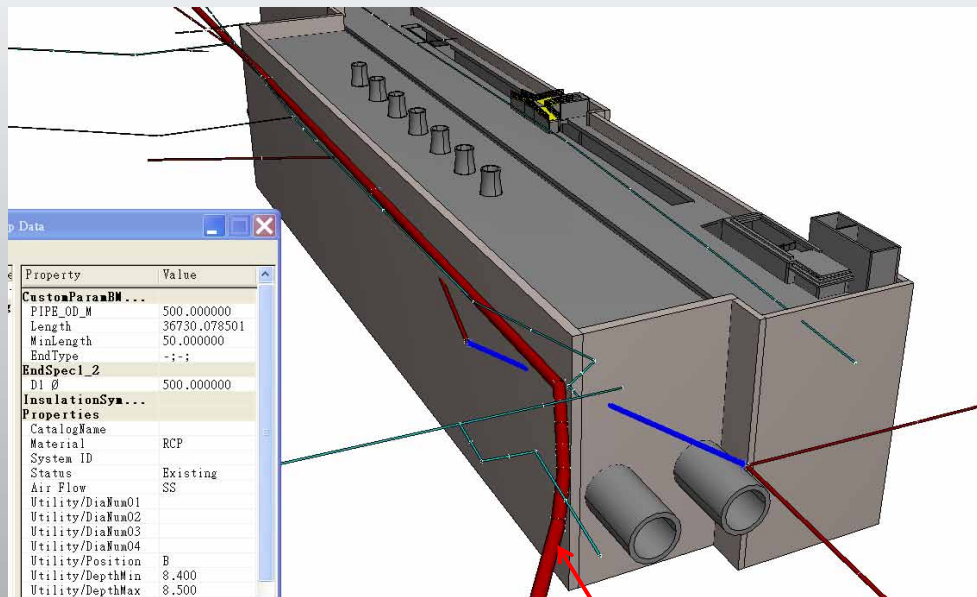 p Data
Property Value
CustomParamBM...
PIPE_OD_M 500.000000
Length 36730.078501
MinLength 50.000000
EndType -;-;
EndSpec1_2
D1 Ø 500.000000
InsulationSym...
Properties
CatalogName
Material RCP
System ID
Status Existing
Air Flow SS
Utility/DiaNum01
Utility/DiaNum02
Utility/DiaNum03
Utility/DiaNum04
Utility/Position B
Utility/DepthMin 8.400
Utility/DepthMax 8.500